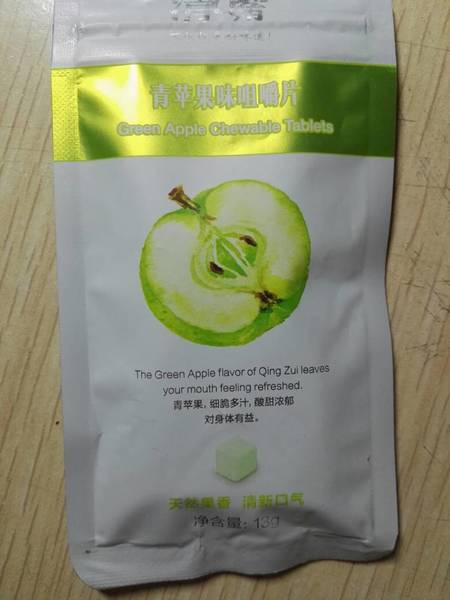 清嘴
青苹果味咀嚼片
Green Apple Chewable Tablets
The Green Apple flavor of Qing Zui leaves
your mouth feeling refreshed.
青苹果,细脆多汁,酸甜浓郁
对身体有益。
天然果香 清新口气
净含量:13g